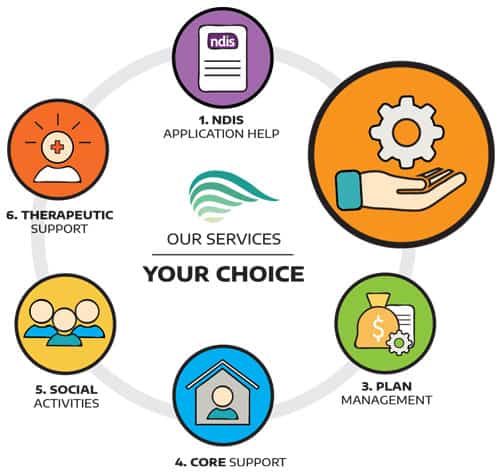 ndis
1. NDIS
APPLICATION HELP
6. THERAPEUTIC
SUPPORT
OUR SERVICES
YOUR CHOICE
$
3. PLAN
MANAGEMENT
5. SOCIAL
ACTIVITIES
4. CORE SUPPORT